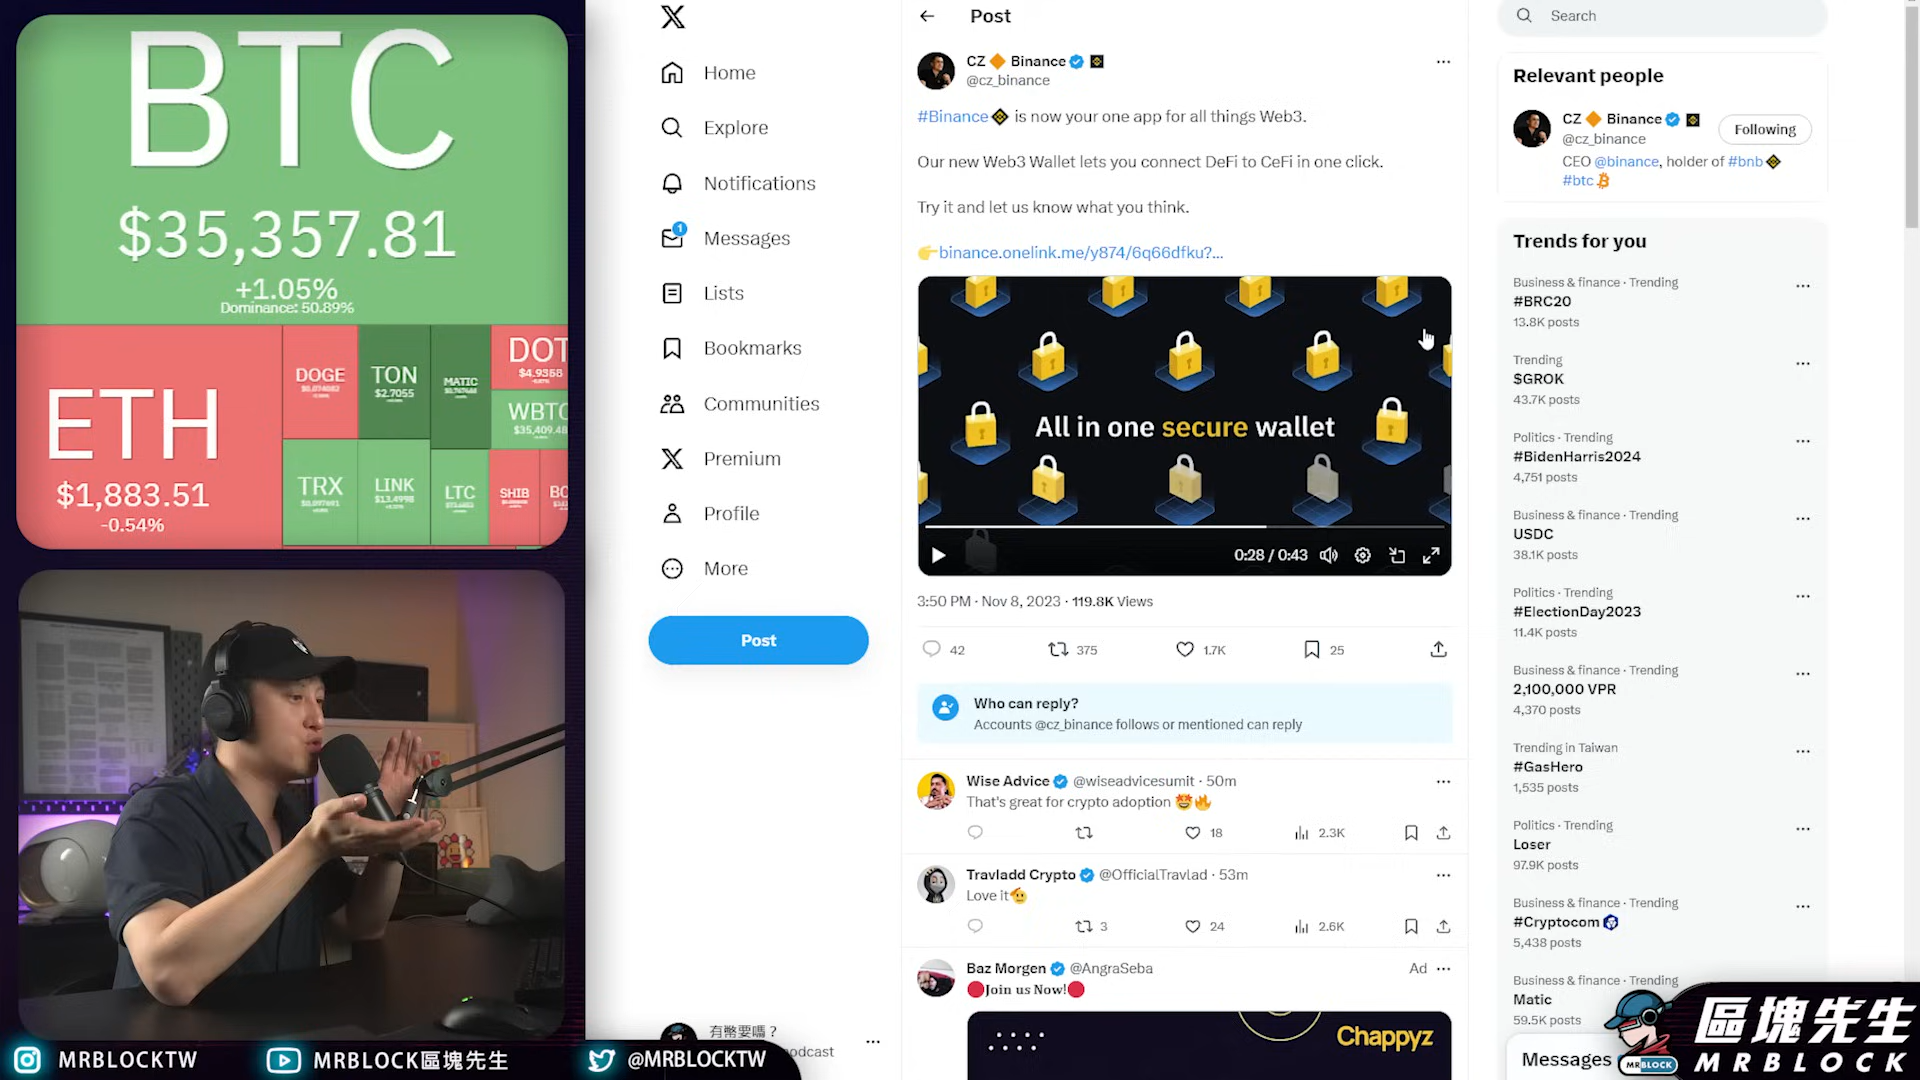 BTC
$35,357.81
+1.05%
Dominance: 50.89%
ETH
$1,883.51
-0.54%
DOGE
TON
$2.7055
MATIC
DOT
$4.9358
WBTC
TRX
LINK
$13.4998
LTC
SHIB
Home
Explore
Notifications
1
Messages
Lists
Bookmarks
Communities
Premium
Profile
More
Post
有幣要嗎？
Post
CZ 🔶 Binance
@cz_binance
#Binance is now your one app for all things Web3.
Our new Web3 Wallet lets you connect DeFi to CeFi in one click.
Try it and let us know what you think.
👉binance.onelink.me/y874/6q66dfku?...
All in one secure wallet
0:28 / 0:43
3:50 PM · Nov 8, 2023 · 119.8K Views
42
375
1.7K
25
Who can reply?
Accounts @cz_binance follows or mentioned can reply
Wise Advice @wiseadvicesumit · 50m
That's great for crypto adoption 🤩🔥
18
2.3K
Travladd Crypto @OfficialTravlad · 53m
Love it🫡
3
24
2.6K
Baz Morgen @AngraSeba
Ad
🔴Join us Now!🔴
Chappyz
Search
Relevant people
CZ 🔶 Binance
@cz_binance
Following
CEO @binance, holder of #bnb
#btc
Trends for you
Business & finance · Trending
#BRC20
13.8K posts
Trending
$GROK
43.7K posts
Politics · Trending
#BidenHarris2024
4,751 posts
Business & finance · Trending
USDC
38.1K posts
Politics · Trending
#ElectionDay2023
11.4K posts
Business & finance · Trending
2,100,000 VPR
4,370 posts
Trending in Taiwan
#GasHero
1,535 posts
Politics · Trending
Loser
97.9K posts
Business & finance · Trending
#Cryptocom
5,438 posts
Business & finance · Trending
Matic
59.5K posts
Messages
MRBLOCK
區塊先生
MRBLOCK
MRBLOCKTW
MRBLOCK區塊先生
@MRBLOCKTW